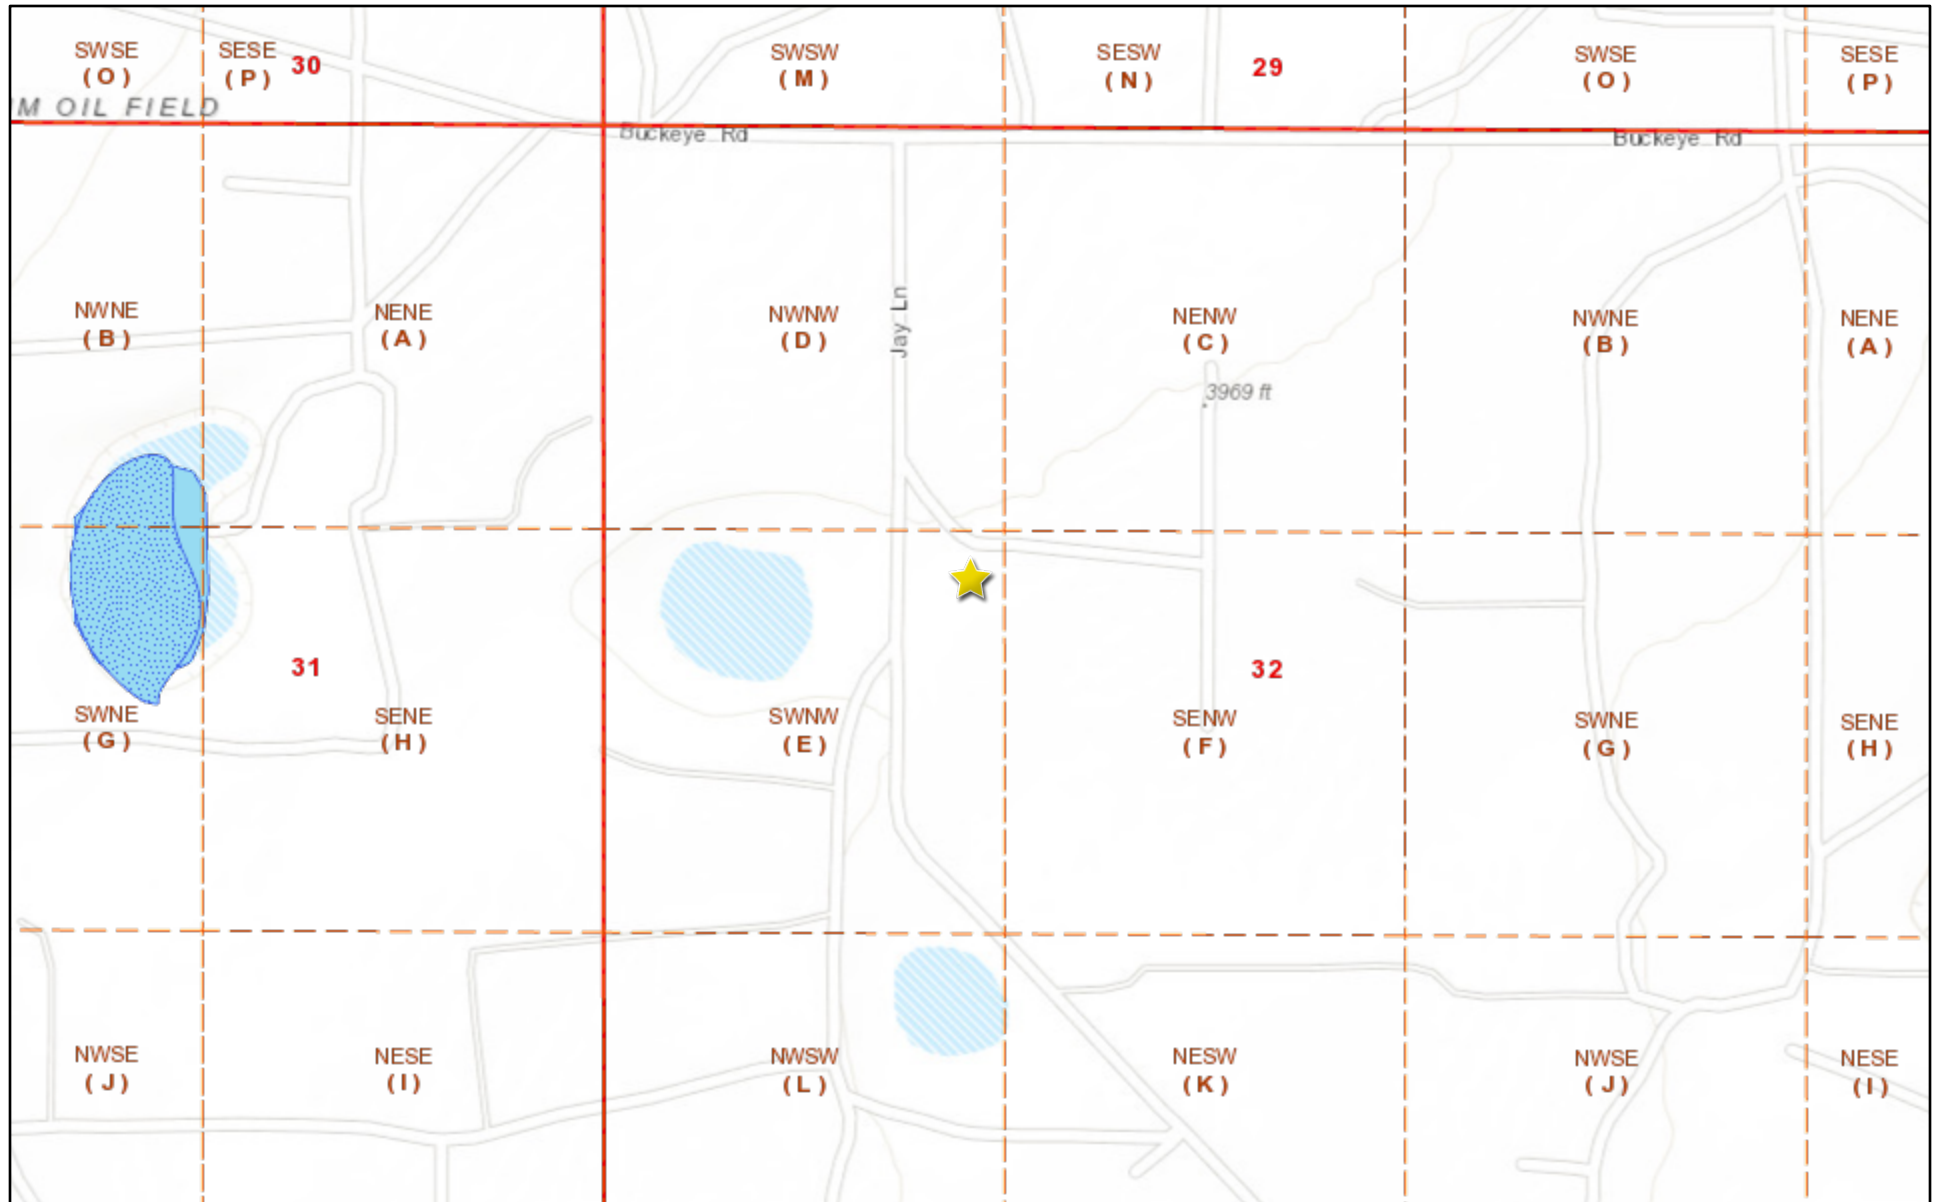 SWSE
(O)
SESE
(P)
30
SWSW
(M)
SESW
(N)
29
SWSE
(O)
SESE
(P)
IM OIL FIELD
Buckeye Rd
Buckeye Rd
NWNE
(B)
NENE
(A)
NWNW
(D)
Jay Ln
NENW
(C)
NWNE
(B)
NENE
(A)
3969 ft
31
32
SWNE
(G)
SENE
(H)
SWNW
(E)
SENW
(F)
SWNE
(G)
SENE
(H)
NWSE
(J)
NESE
(I)
NWSW
(L)
NESW
(K)
NWSE
(J)
NESE
(I)